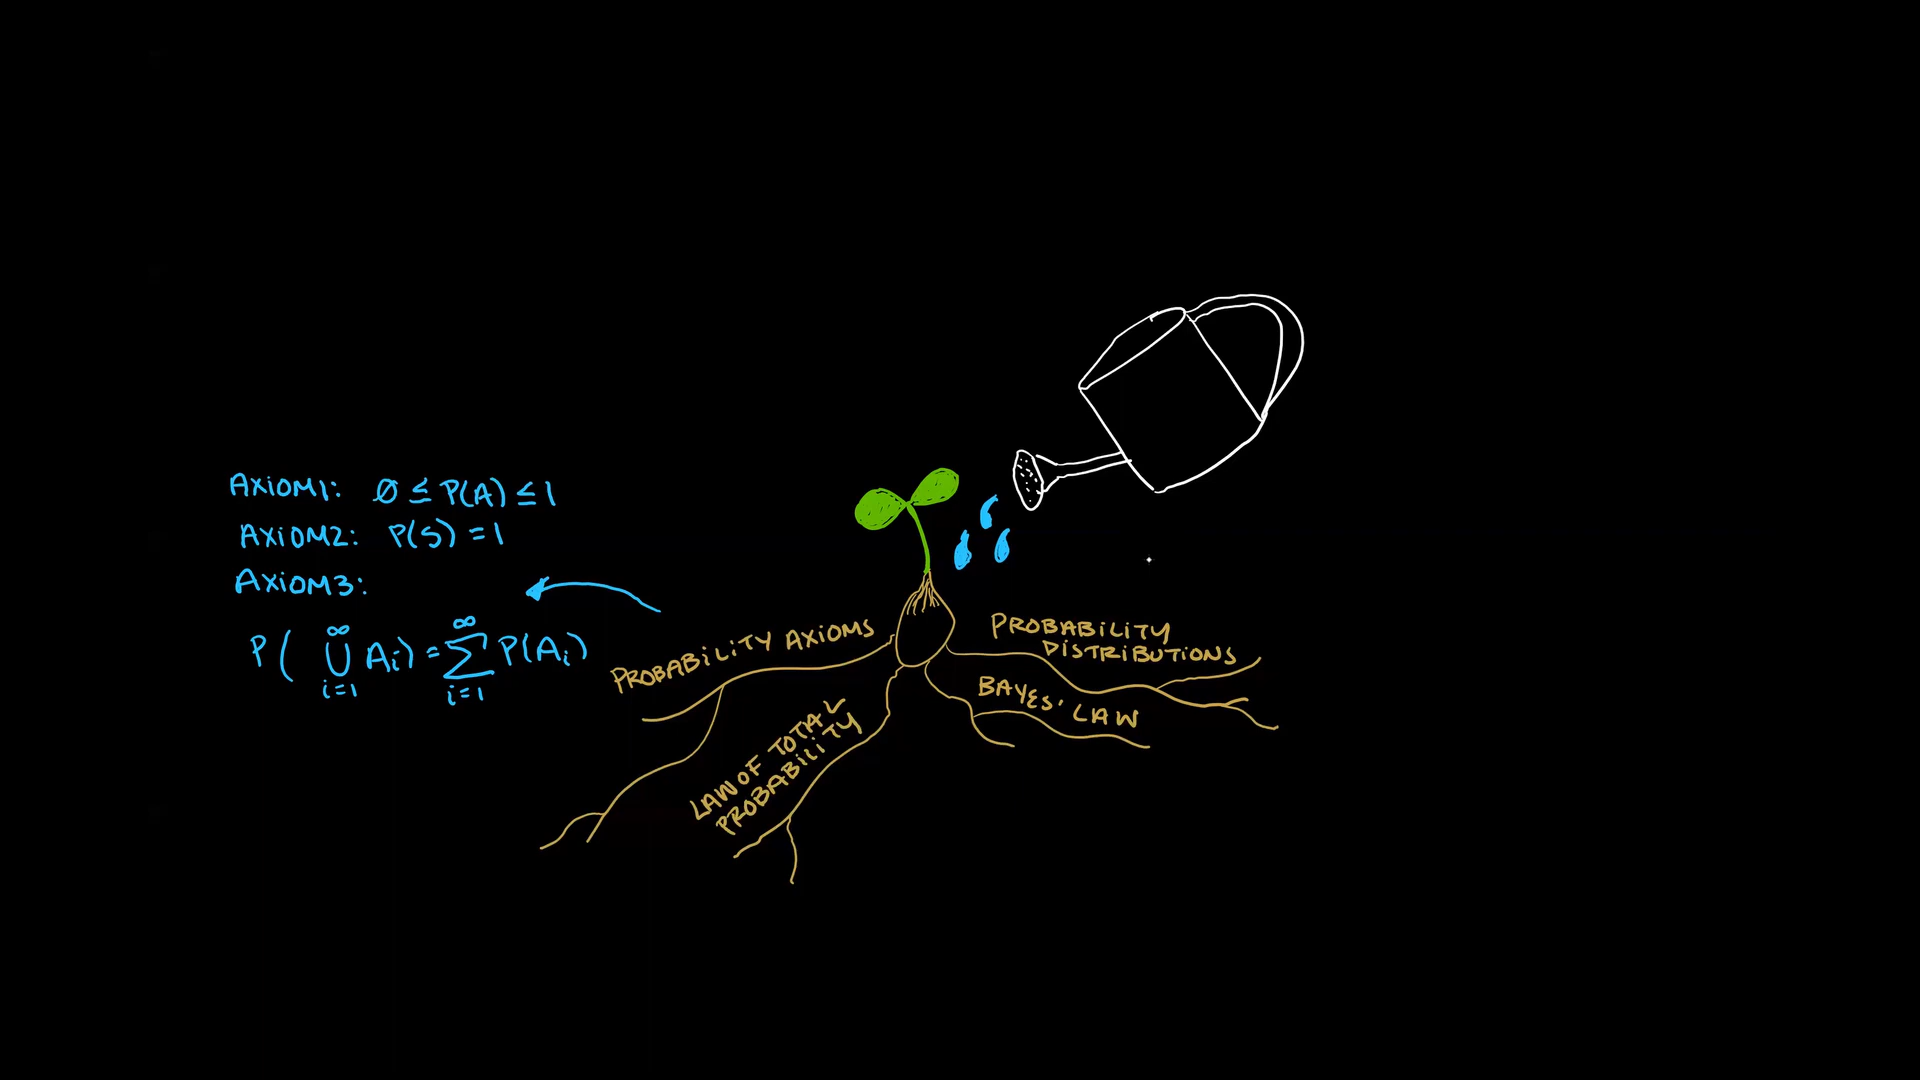 AXIOM1: 0 ≤ P(A) ≤ 1
AXIOM2: P(S) = 1
AXIOM3:
P( ∞ ∪ i=1 Ai) = ∞ Σ i=1 P(Ai)
PROBABILITY AXIOMS
LAW OF TOTAL
PROBABILITY
BAYES' LAW
PROBABILITY
DISTRIBUTIONS